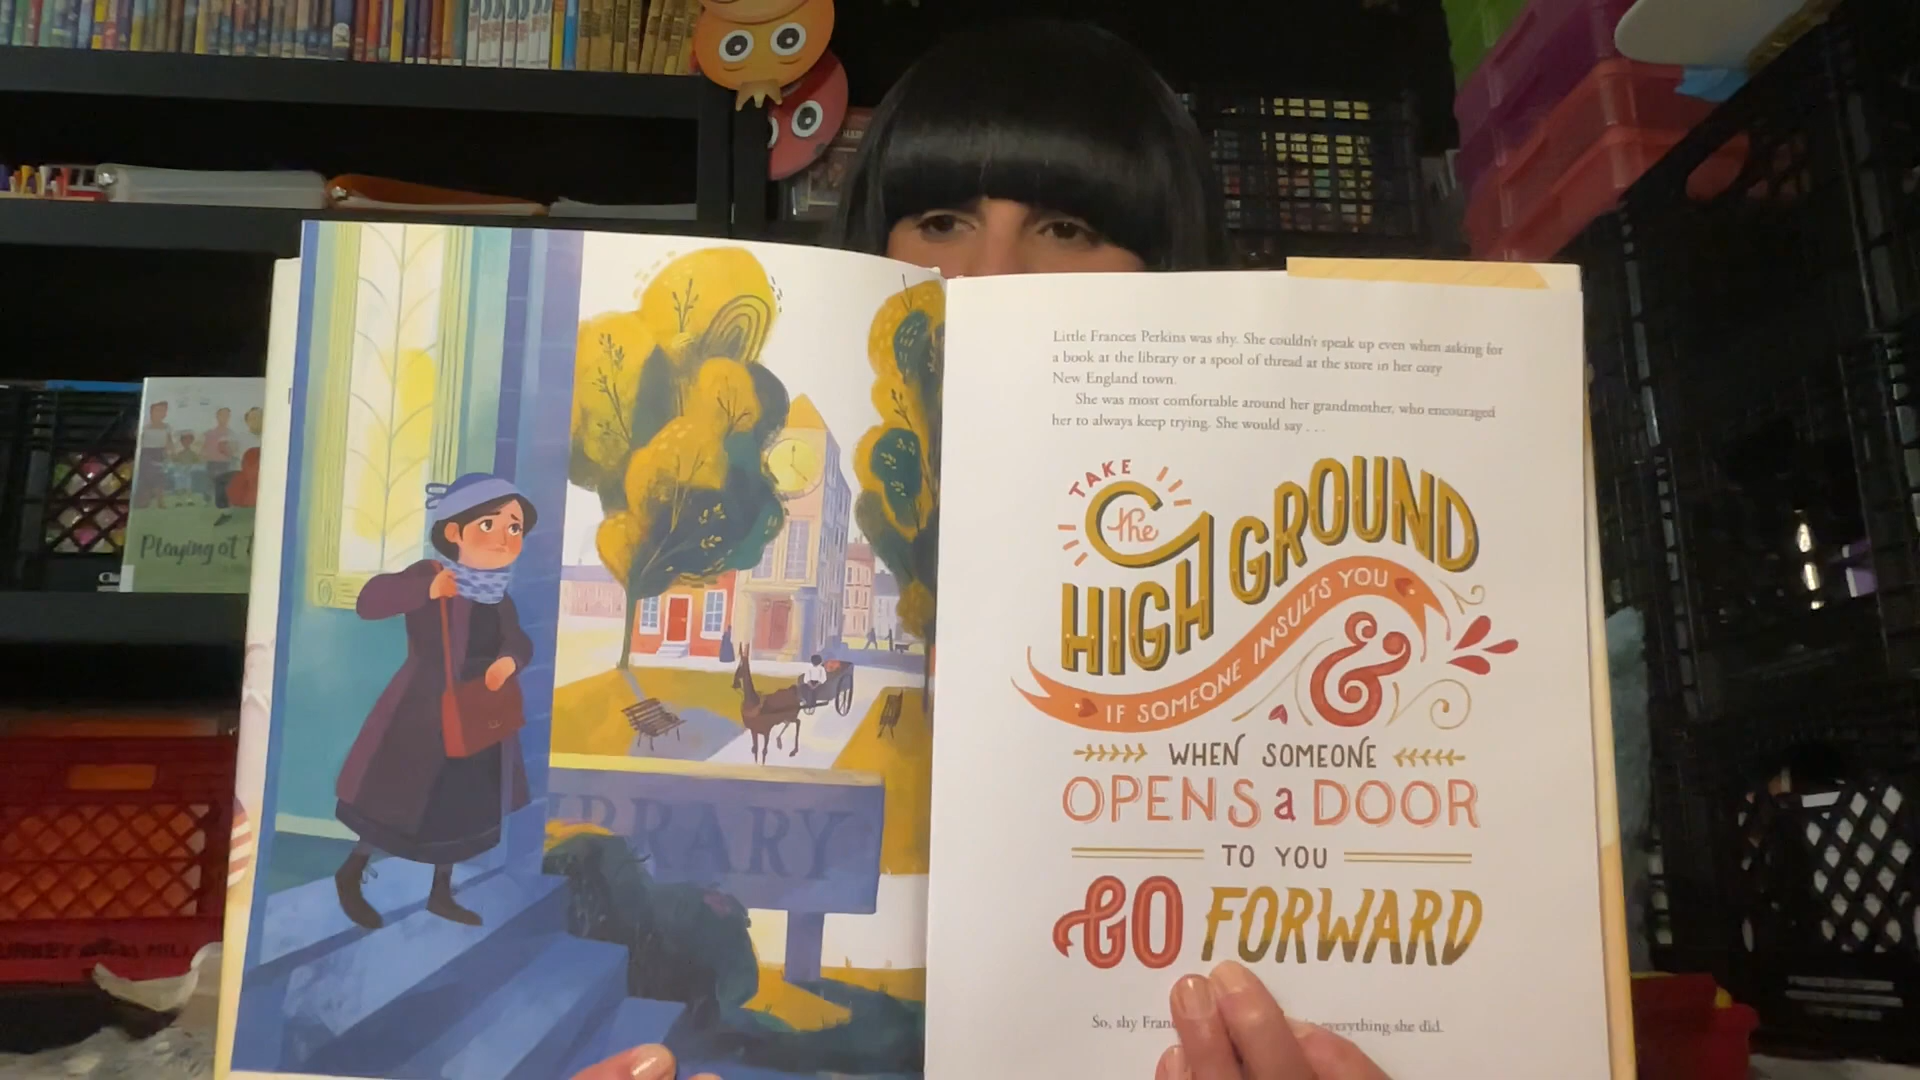 Little Frances Perkins was shy. She couldn't speak up even when asking for
a book at the library or a spool of thread at the store in her cozy
New England town.
She was most comfortable around her grandmother, who encouraged
her to always keep trying. She would say . . .
TAKE
the
HIGH GROUND
IF SOMEONE INSULTS YOU
&
WHEN SOMEONE
OPENS a DOOR
TO YOU
GO FORWARD
So, shy everything she did.
LIBRARY
Playing at